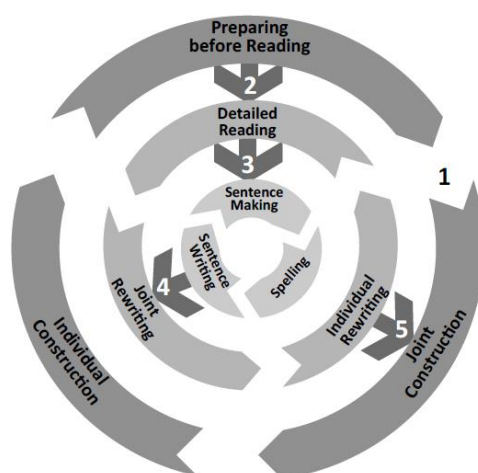 Preparing
before Reading
2
Detailed
Reading
3
1
Sentence
Making
Sentence
Writing
Spelling
4
Joint
Rewriting
Individual
Rewriting
5
Individual
Construction
Joint
Construction